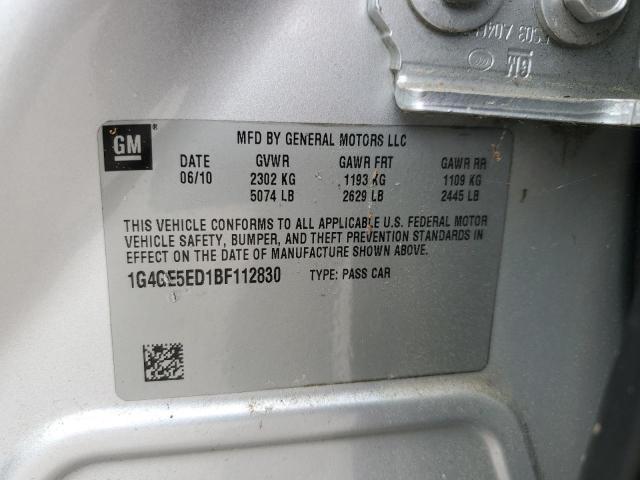 GM ®
MFD BY GENERAL MOTORS LLC
DATE GVWR GAWR FRT GAWR RR
06/10 2302 KG 1193 KG 1109 KG
5074 LB 2629 LB 2445 LB
THIS VEHICLE CONFORMS TO ALL APPLICABLE U.S. FEDERAL MOTOR
VEHICLE SAFETY, BUMPER, AND THEFT PREVENTION STANDARDS IN
EFFECT ON THE DATE OF MANUFACTURE SHOWN ABOVE.
1G4GE5ED1BF112830 TYPE: PASS CAR
GM